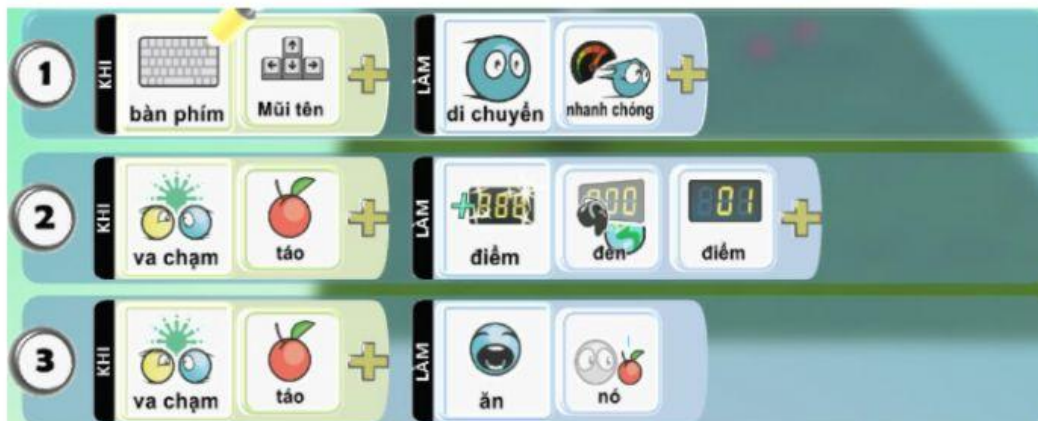 1
KHI bàn phím Mũi tên LÀM di chuyển nhanh chóng
2
KHI va chạm táo LÀM điểm đen điểm
01
3
KHI va chạm táo LÀM ăn nó